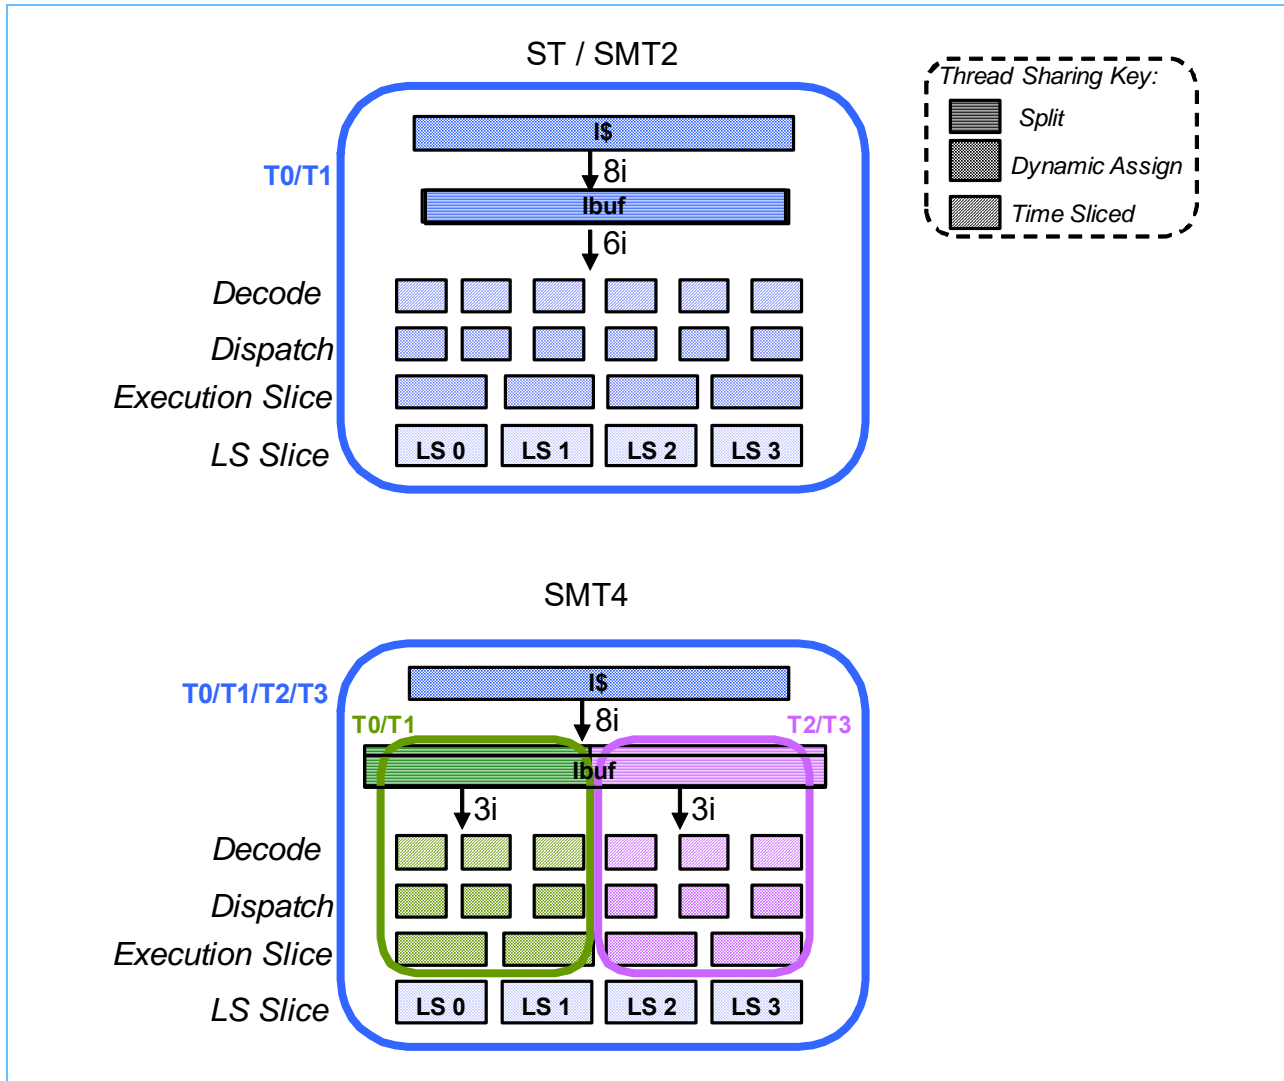 ST / SMT2
Thread Sharing Key:
Split
Dynamic Assign
Time Sliced
I$
T0/T1
8i
Ibuf
6i
Decode
Dispatch
Execution Slice
LS Slice
LS 0 LS 1 LS 2 LS 3
SMT4
T0/T1/T2/T3
I$
8i
T0/T1
T2/T3
Ibuf
3i 3i
Decode
Dispatch
Execution Slice
LS Slice
LS 0 LS 1 LS 2 LS 3